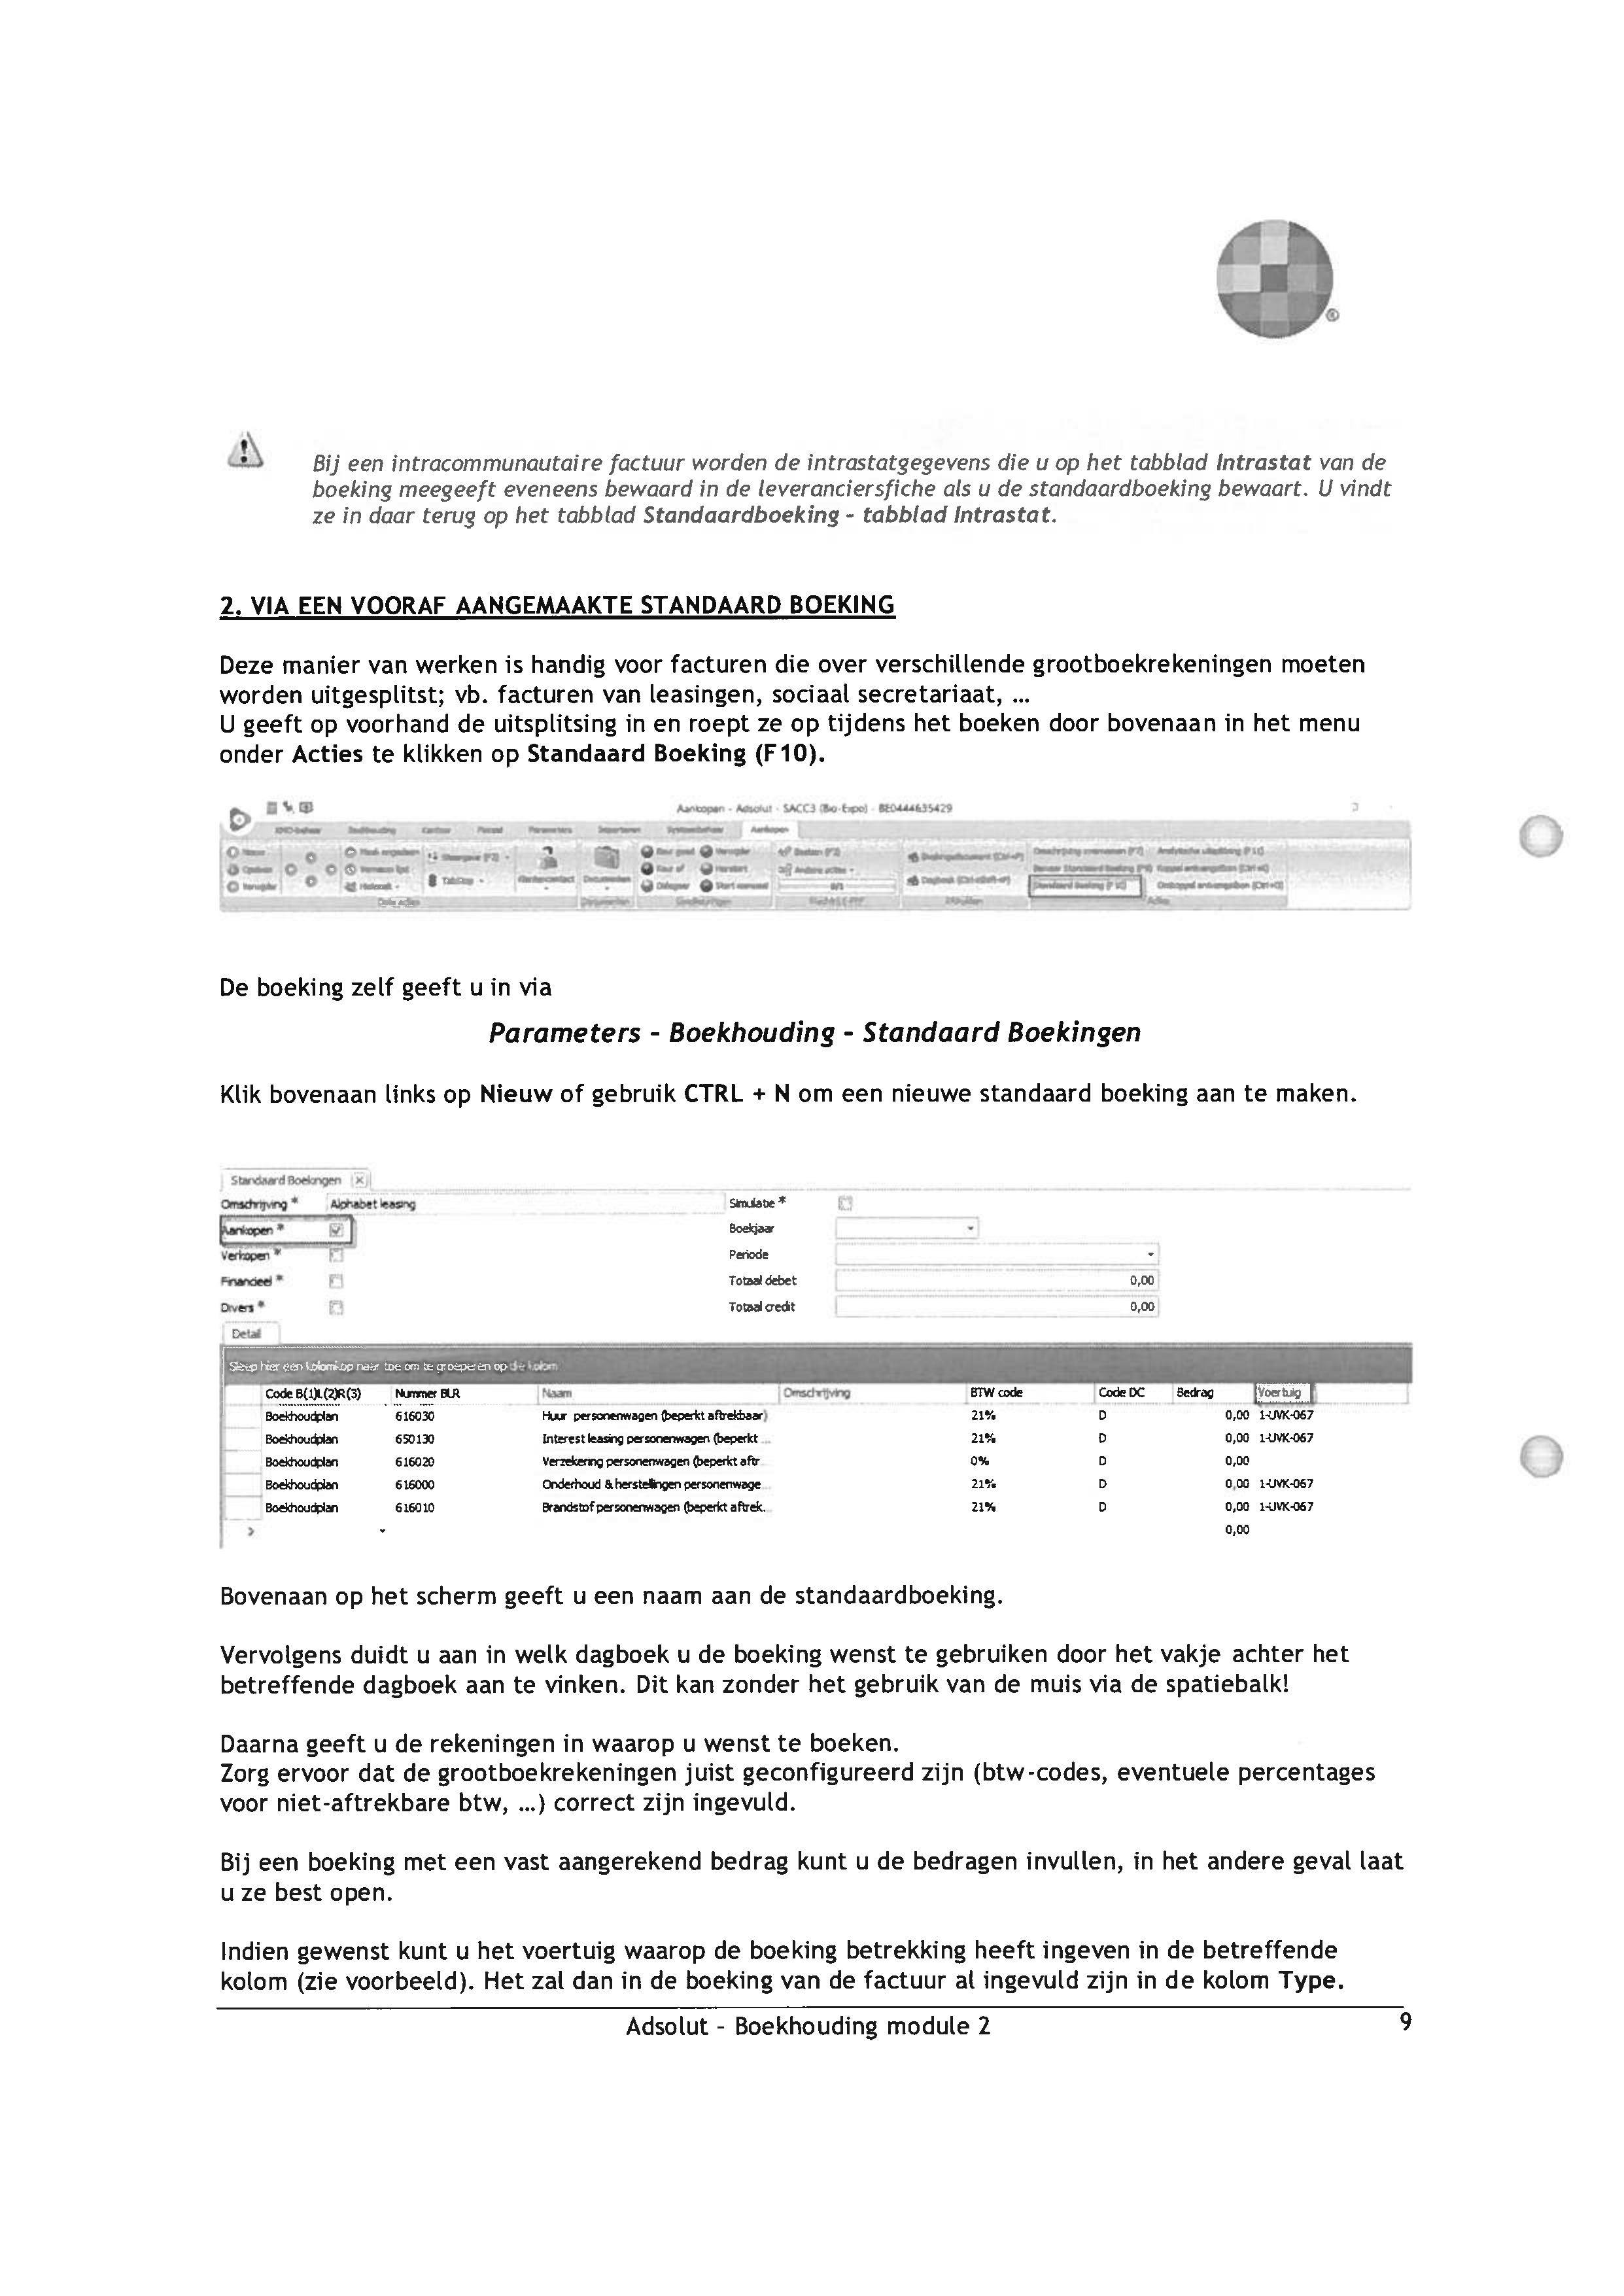 ®
Bij een intracommunautaire factuur worden de intrastatgegevens die u op het tabblad Intrastat van de
boeking meegeeft eveneens bewaard in de leveranciersfiche als u de standaardboeking bewaart. U vindt
ze in daar terug op het tabblad Standaardboeking - tabblad Intrastat.
2. VIA EEN VOORAF AANGEMAAKTE STANDAARD BOEKING
Deze manier van werken is handig voor facturen die over verschillende grootboekrekeningen moeten
worden uitgesplitst; vb. facturen van leasingen, sociaal secretariaat, ...
U geeft op voorhand de uitsplitsing in en roept ze op tijdens het boeken door bovenaan in het menu
onder Acties te klikken op Standaard Boeking (F10).
Aankopen - Adsolut - SACC3 (Bio-Expo) - BE0444635429
Parameters Importeren Systeembeheer Aankopen
Standaard Boeking (F10)
Data acties Documenten Acties
De boeking zelf geeft u in via
Parameters - Boekhouding - Standaard Boekingen
Klik bovenaan links op Nieuw of gebruik CTRL + N om een nieuwe standaard boeking aan te maken.
Standaard Boekingen
Omschrijving * Alphabet leasing Simulatie *
Aankopen * Boekjaar
Verkopen * Periode
Financieel * Totaal debet 0,00
Divers * Totaal credit 0,00
Detail
Sleep hier een kolomkop naar toe om te groeperen op die kolom
Code B(1)L(2)R(3) Nummer BLR Naam Omschrijving BTW code Code DC Bedrag Voertuig
Boekhoudplan 616030 Huur personenwagen (beperkt aftrekbaar) 21% D 0,00 1-UVK-067
Boekhoudplan 650130 Interest leasing personenwagen (beperkt ... 21% D 0,00 1-UVK-067
Boekhoudplan 616020 Verzekering personenwagen (beperkt aftr 0% D 0,00
Boekhoudplan 616000 Onderhoud & herstellingen personenwage... 21% D 0,00 1-UVK-067
Boekhoudplan 616010 Brandstof personenwagen (beperkt aftrek... 21% D 0,00 1-UVK-067
0,00
Bovenaan op het scherm geeft u een naam aan de standaardboeking.
Vervolgens duidt u aan in welk dagboek u de boeking wenst te gebruiken door het vakje achter het
betreffende dagboek aan te vinken. Dit kan zonder het gebruik van de muis via de spatiebalk!
Daarna geeft u de rekeningen in waarop u wenst te boeken.
Zorg ervoor dat de grootboekrekeningen juist geconfigureerd zijn (btw-codes, eventuele percentages
voor niet-aftrekbare btw, ...) correct zijn ingevuld.
Bij een boeking met een vast aangerekend bedrag kunt u de bedragen invullen, in het andere geval laat
u ze best open.
Indien gewenst kunt u het voertuig waarop de boeking betrekking heeft ingeven in de betreffende
kolom (zie voorbeeld). Het zal dan in de boeking van de factuur al ingevuld zijn in de kolom Type.
Adsolut - Boekhouding module 2 9